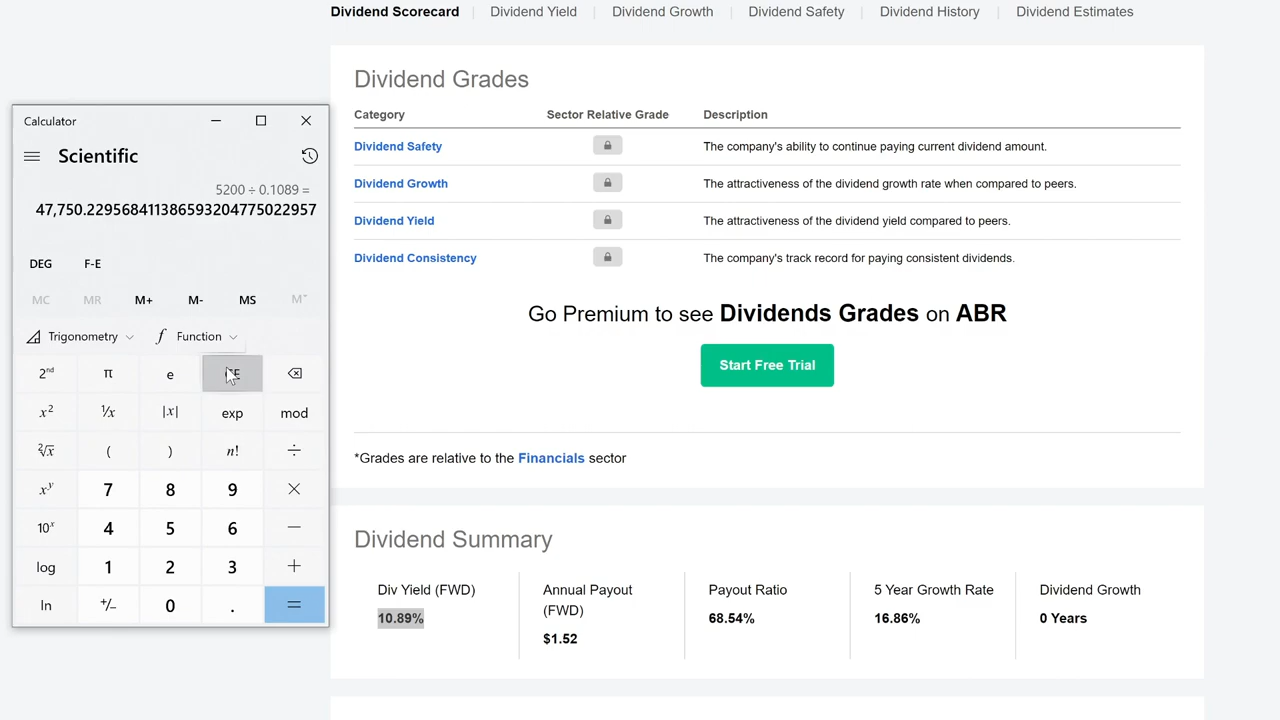 Dividend Scorecard Dividend Yield Dividend Growth Dividend Safety Dividend History Dividend Estimates
Dividend Grades
Category Sector Relative Grade Description
Dividend Safety The company's ability to continue paying current dividend amount.
Dividend Growth The attractiveness of the dividend growth rate when compared to peers.
Dividend Yield The attractiveness of the dividend yield compared to peers.
Dividend Consistency The company's track record for paying consistent dividends.
Go Premium to see Dividends Grades on ABR
Start Free Trial
*Grades are relative to the Financials sector
Dividend Summary
Div Yield (FWD)
10.89%
Annual Payout
(FWD)
$1.52
Payout Ratio
68.54%
5 Year Growth Rate
16.86%
Dividend Growth
0 Years
Calculator
Scientific
5200 ÷ 0.1089 =
47,750.229568411386593204775022957
DEG F-E
MC MR M+ M- MS M˅
Trigonometry f Function
2nd π e ⌫
x² ¹/x |x| exp mod
²√x ( ) n! ÷
xʸ 7 8 9 ×
10ˣ 4 5 6 −
log 1 2 3 +
ln +/− 0 . =